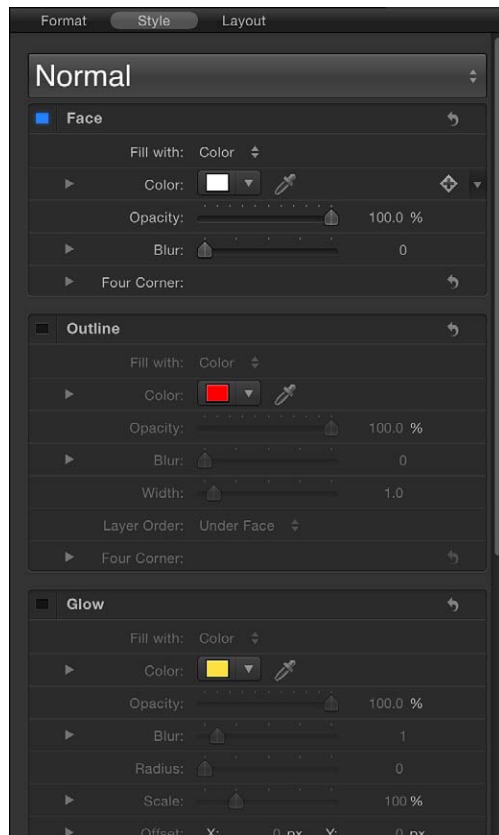 Format Style Layout
Normal
Face
Fill with: Color
Color:
Opacity: 100.0 %
Blur: 0
Four Corner:
Outline
Fill with: Color
Color:
Opacity: 100.0 %
Blur: 0
Width: 1.0
Layer Order: Under Face
Four Corner:
Glow
Fill with: Color
Color:
Opacity: 100.0 %
Blur: 1
Radius: 0
Scale: 100 %
Offset: X: 0 px Y: 0 px